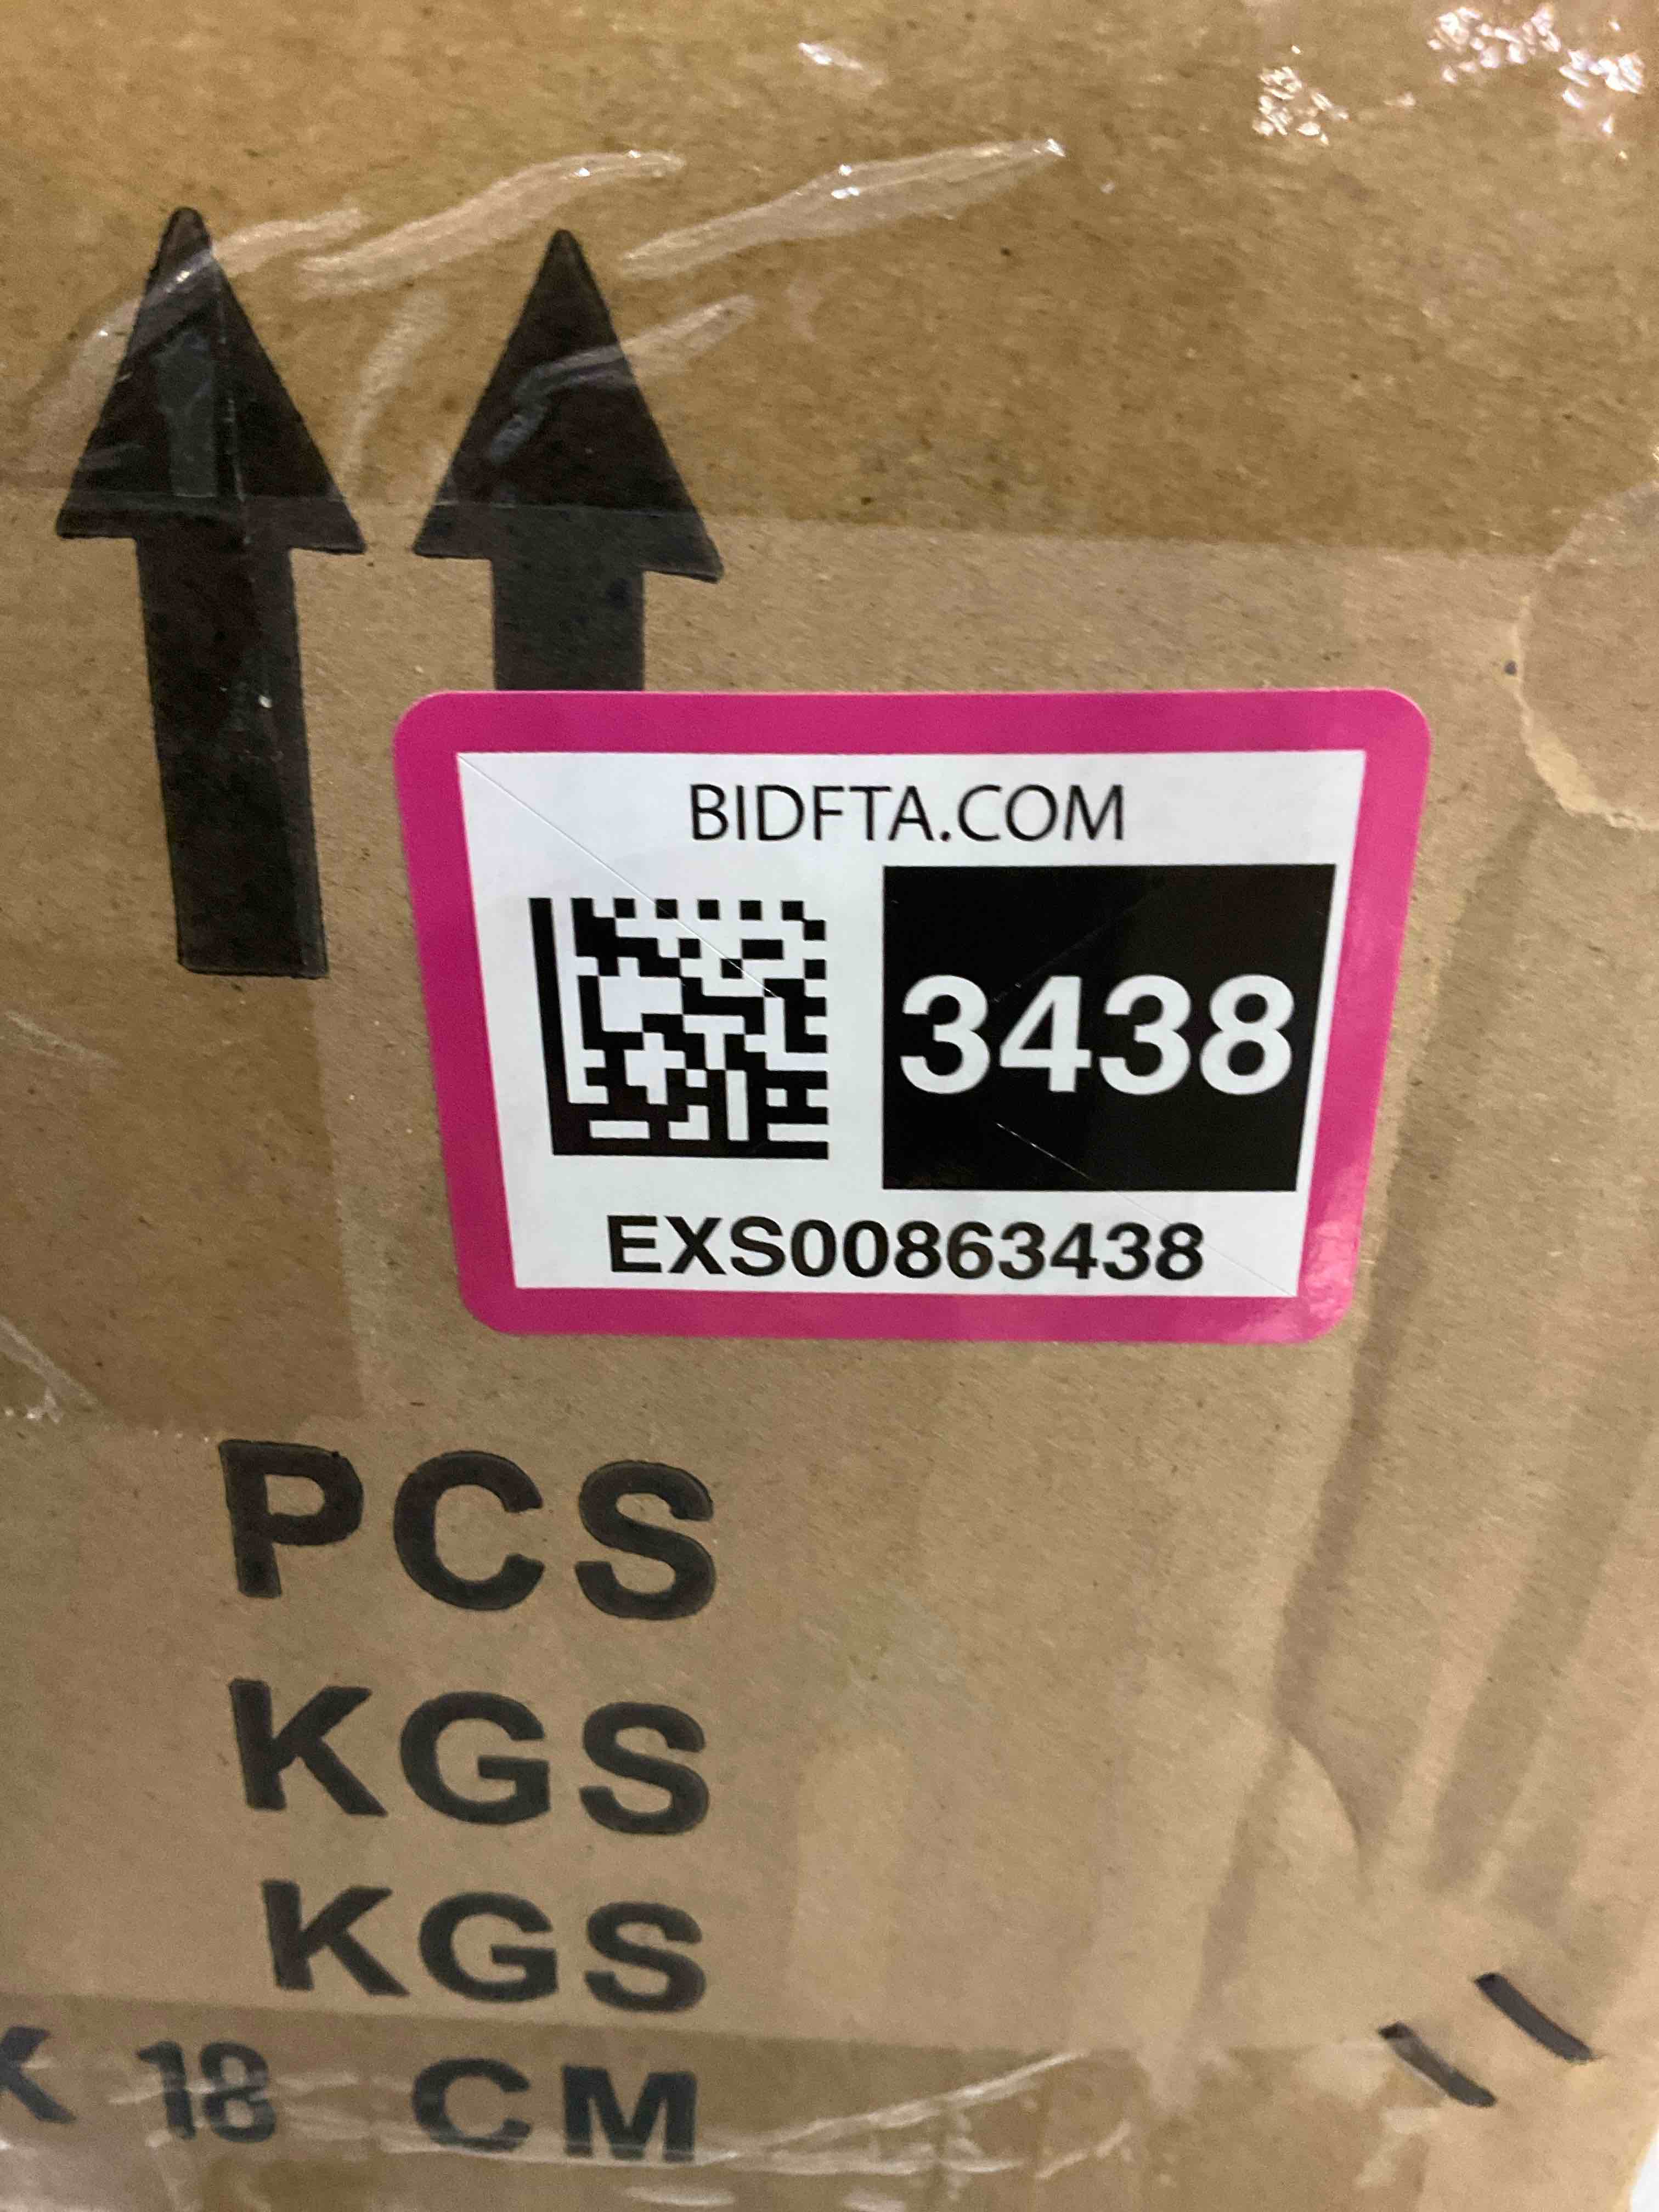 BIDFTA.COM
3438
EXS00863438
PCS
KGS
KGS
X 18 CM